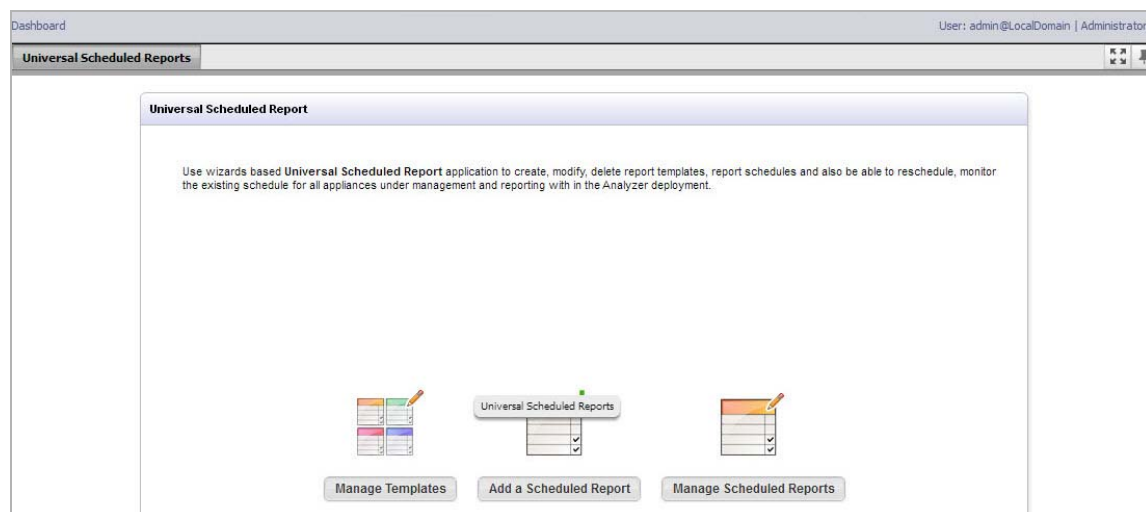 Dashboard
User: admin@LocalDomain | Administrator
Universal Scheduled Reports
Universal Scheduled Report
Use wizards based Universal Scheduled Report application to create, modify, delete report templates, report schedules and also be able to reschedule, monitor
the existing schedule for all appliances under management and reporting with in the Analyzer deployment.
Universal Scheduled Reports
Manage Templates
Add a Scheduled Report
Manage Scheduled Reports